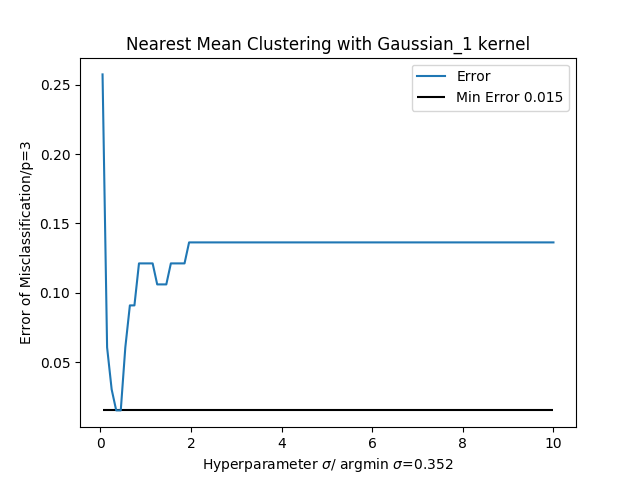 Nearest Mean Clustering with Gaussian_1 kernel
Error
Min Error 0.015
Error of Misclassification/p=3
0.25
0.20
0.15
0.10
0.05
0 2 4 6 8 10
Hyperparameter σ/ argmin σ=0.352